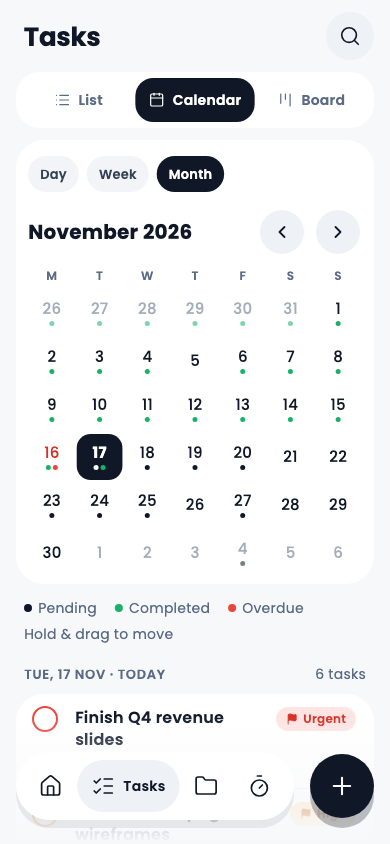 Tasks
List Calendar Board
Day Week Month
November 2026
M T W T F S S
26 27 28 29 30 31 1
2 3 4 5 6 7 8
9 10 11 12 13 14 15
16 17 18 19 20 21 22
23 24 25 26 27 28 29
30 1 2 3 4 5 6
Pending Completed Overdue
Hold & drag to move
TUE, 17 NOV · TODAY 6 tasks
Finish Q4 revenue Urgent
slides
Tasks
wireframes